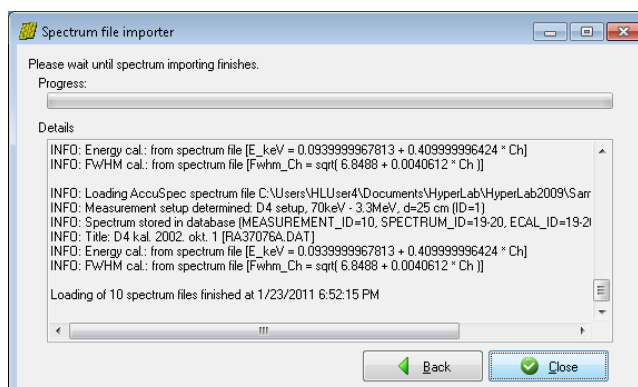 Spectrum file importer
Please wait until spectrum importing finishes.
Progress:
Details
INFO: Energy cal.: from spectrum file [E_keV = 0.0939999967813 + 0.409999996424 * Ch]
INFO: FWHM cal.: from spectrum file [Fwhm_Ch = sqrt( 6.8488 + 0.0040612 * Ch )]
INFO: Loading AccuSpec spectrum file C:\Users\HLUser4\Documents\HyperLab\HyperLab2009\Sam
INFO: Measurement setup determined: D4 setup, 70keV - 3.3MeV, d=25 cm (ID=1)
INFO: Spectrum stored in database (MEASUREMENT_ID=10, SPECTRUM_ID=19-20, ECAL_ID=19-2
INFO: Title: D4 kal. 2002. okt. 1 [RA37076A.DAT]
INFO: Energy cal.: from spectrum file [E_keV = 0.0939999967813 + 0.409999996424 * Ch]
INFO: FWHM cal.: from spectrum file [Fwhm_Ch = sqrt( 6.8488 + 0.0040612 * Ch )]
Loading of 10 spectrum files finished at 1/23/2011 6:52:15 PM
Back
Close